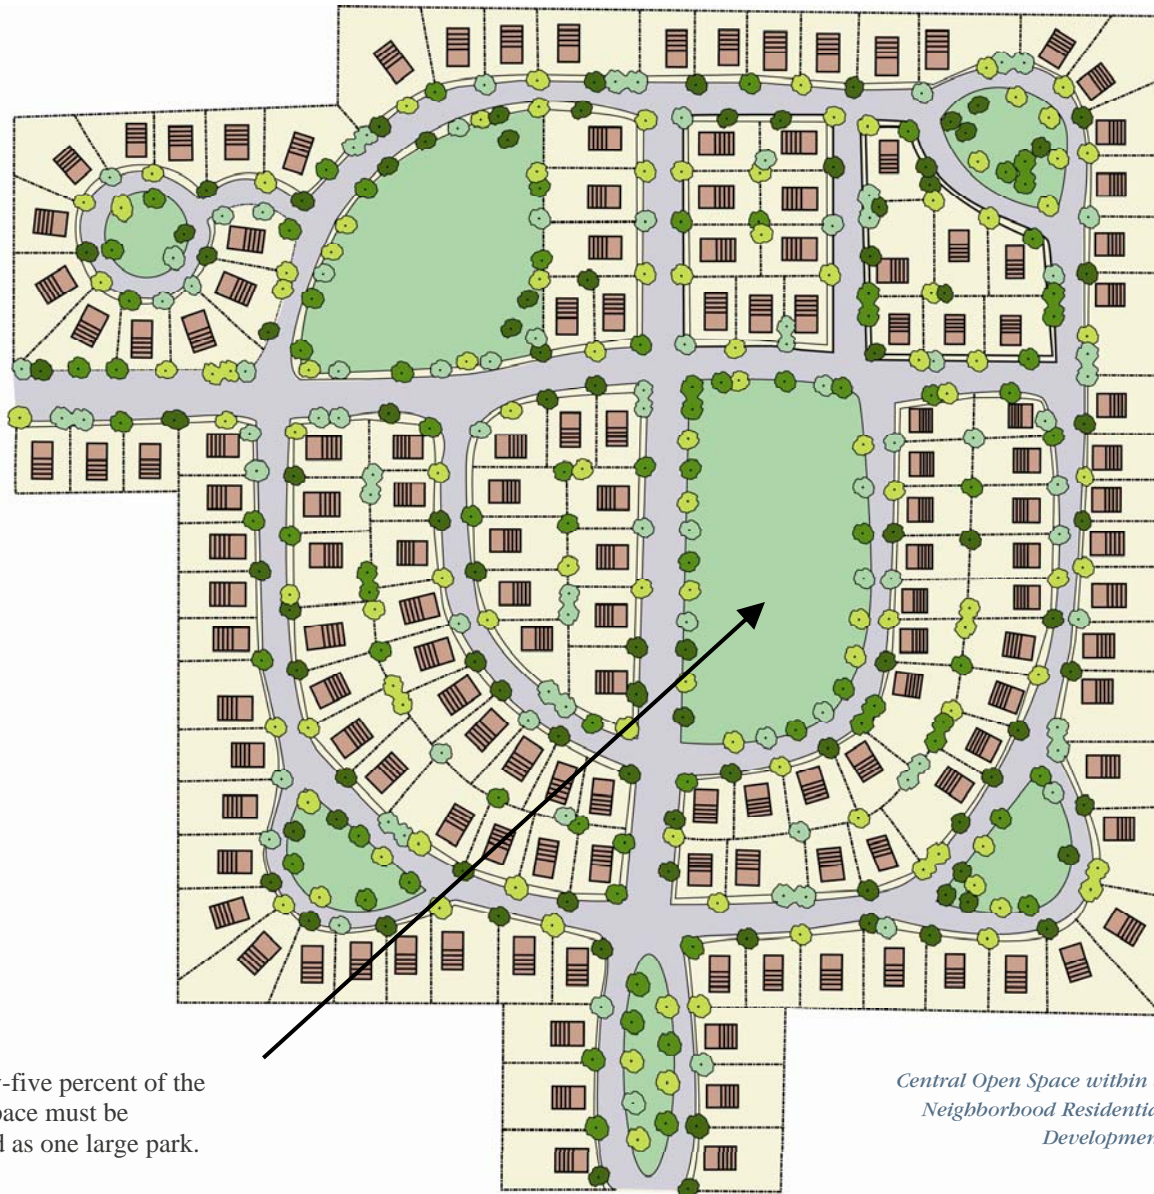 -five percent of the
pace must be
d as one large park.
Central Open Space within
Neighborhood Residentia
Developmen